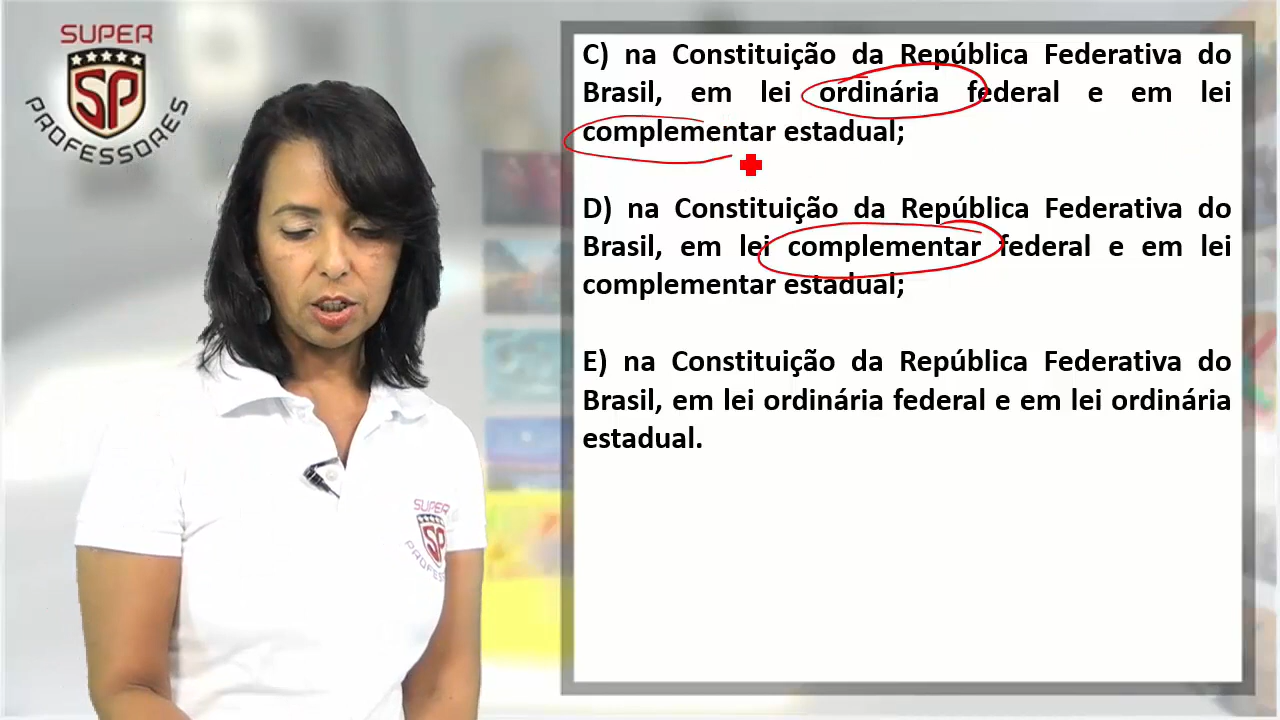 SUPER
SP
PROFESSORES
C) na Constituição da República Federativa do
Brasil, em lei ordinária federal e em lei
complementar estadual;
D) na Constituição da República Federativa do
Brasil, em lei complementar federal e em lei
complementar estadual;
E) na Constituição da República Federativa do
Brasil, em lei ordinária federal e em lei ordinária
estadual.
SUPER
SP
PROFESSORES